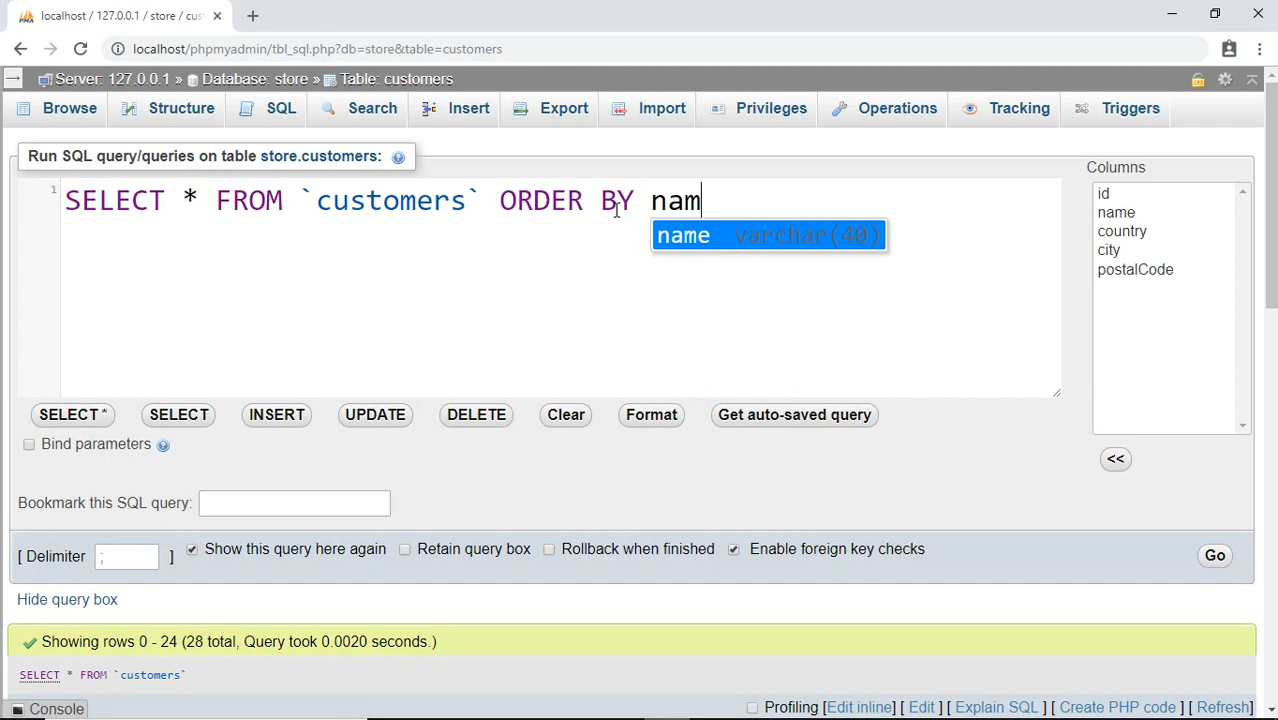 localhost / 127.0.0.1 / store / cus
localhost/phpmyadmin/tbl_sql.php?db=store&table=customers
Server: 127.0.0.1 » Database: store » Table: customers
Browse Structure SQL Search Insert Export Import Privileges Operations Tracking Triggers
Run SQL query/queries on table store.customers:
Columns
1 SELECT * FROM `customers` ORDER BY nam
name varchar(40)
id
name
country
city
postalCode
SELECT * SELECT INSERT UPDATE DELETE Clear Format Get auto-saved query
<<
Bind parameters
Bookmark this SQL query:
[ Delimiter ; ] Show this query here again Retain query box Rollback when finished Enable foreign key checks Go
Hide query box
Showing rows 0 - 24 (28 total, Query took 0.0020 seconds.)
SELECT * FROM `customers`
Console Profiling [Edit inline] [ Edit ] [ Explain SQL ] [ Create PHP code ] [ Refresh]